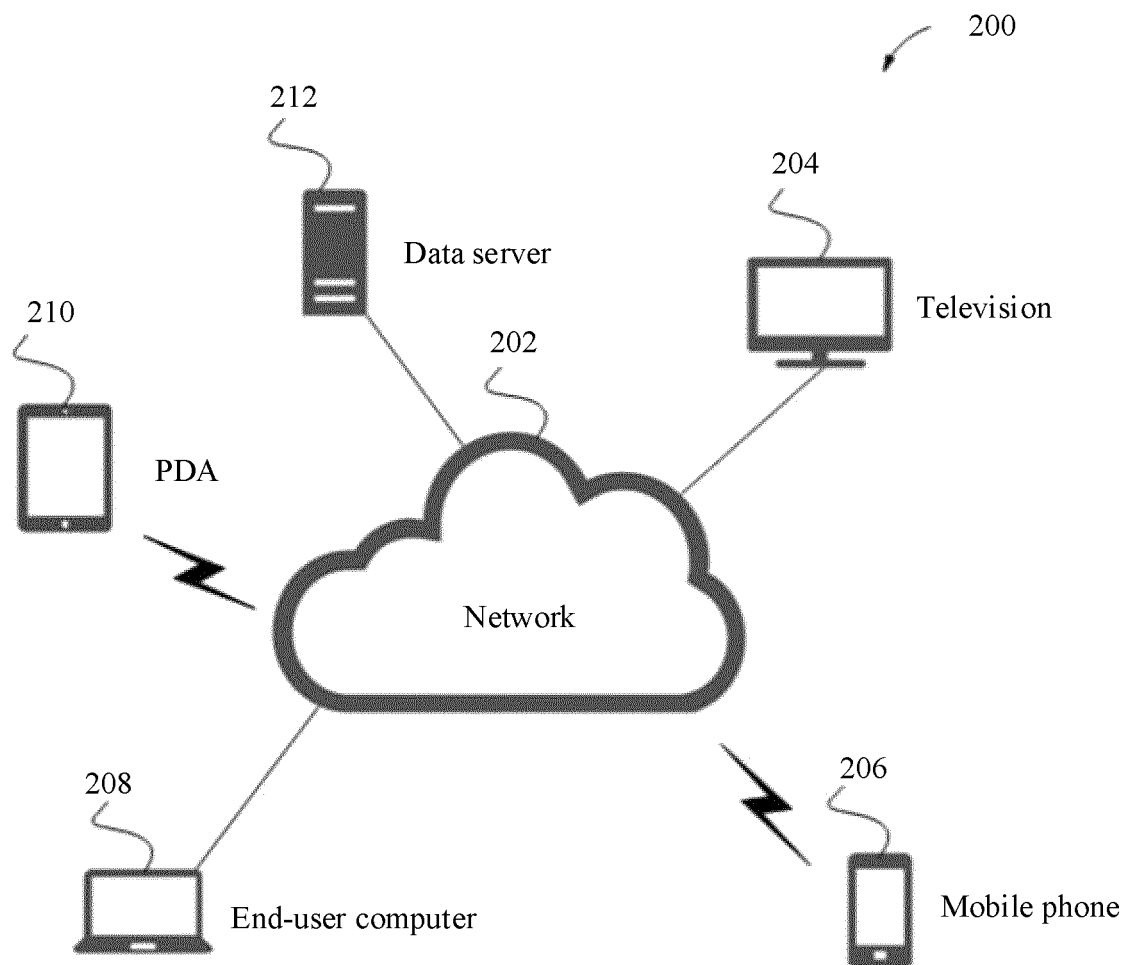 200
212
204
Data server
Television
210
202
PDA
Network
208
206
End-user computer
Mobile phone